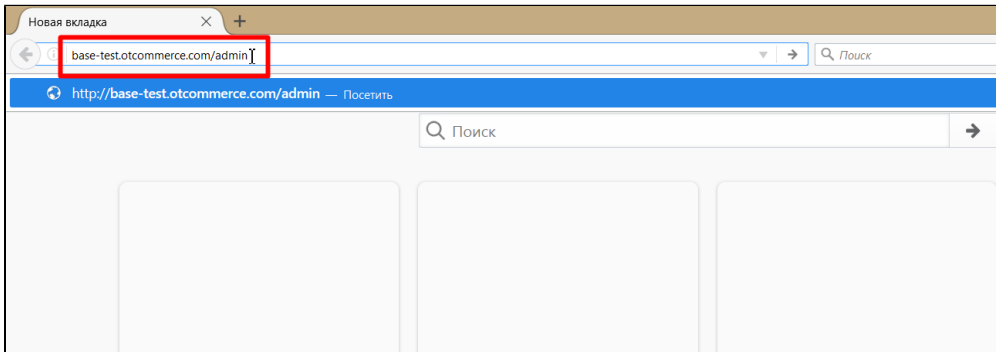 Новая вкладка
base-test.otcommerce.com/admin
Поиск
http://base-test.otcommerce.com/admin — Посетить
Поиск